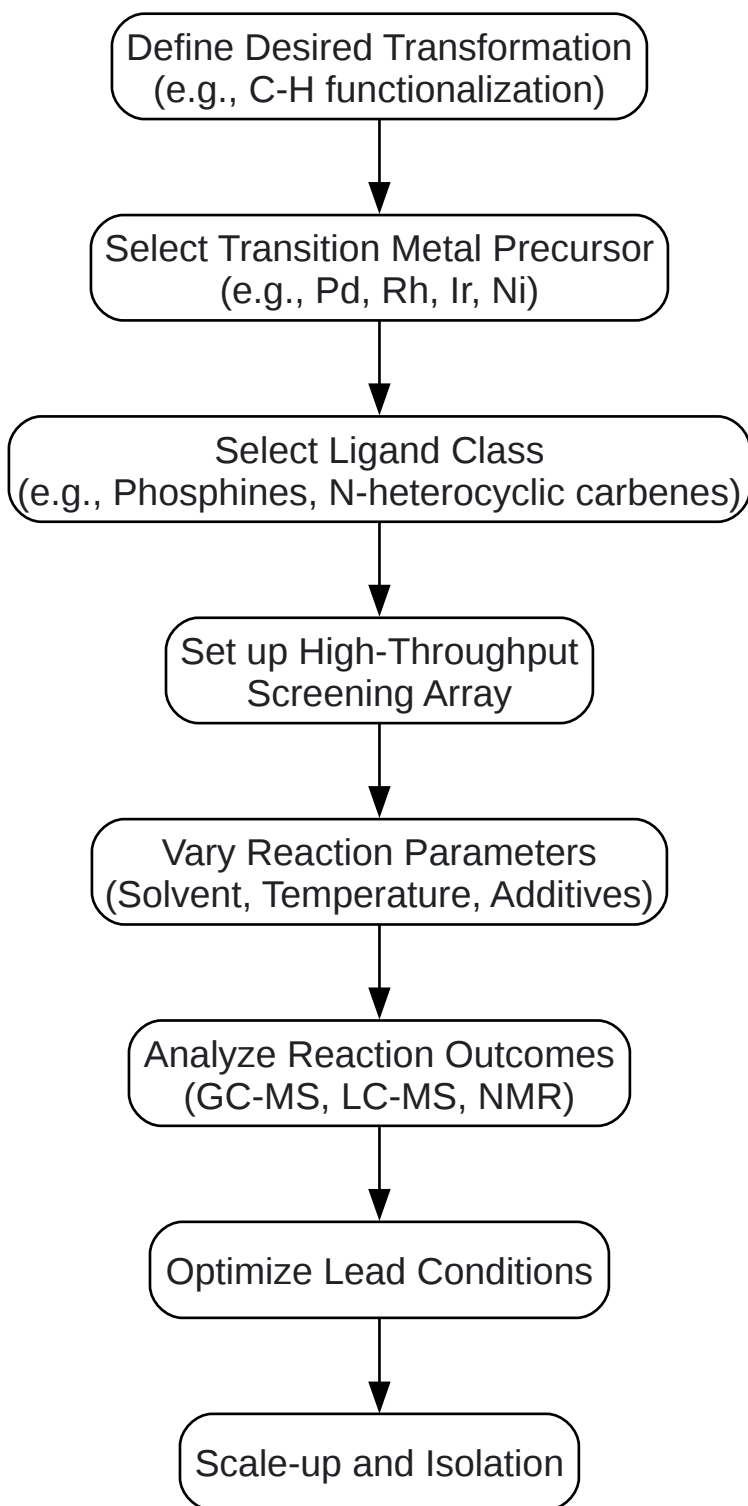 Define Desired Transformation
(e.g., C-H functionalization)
Select Transition Metal Precursor
(e.g., Pd, Rh, Ir, Ni)
Select Ligand Class
(e.g., Phosphines, N-heterocyclic carbenes)
Set up High-Throughput
Screening Array
Vary Reaction Parameters
(Solvent, Temperature, Additives)
Analyze Reaction Outcomes
(GC-MS, LC-MS, NMR)
Optimize Lead Conditions
Scale-up and Isolation